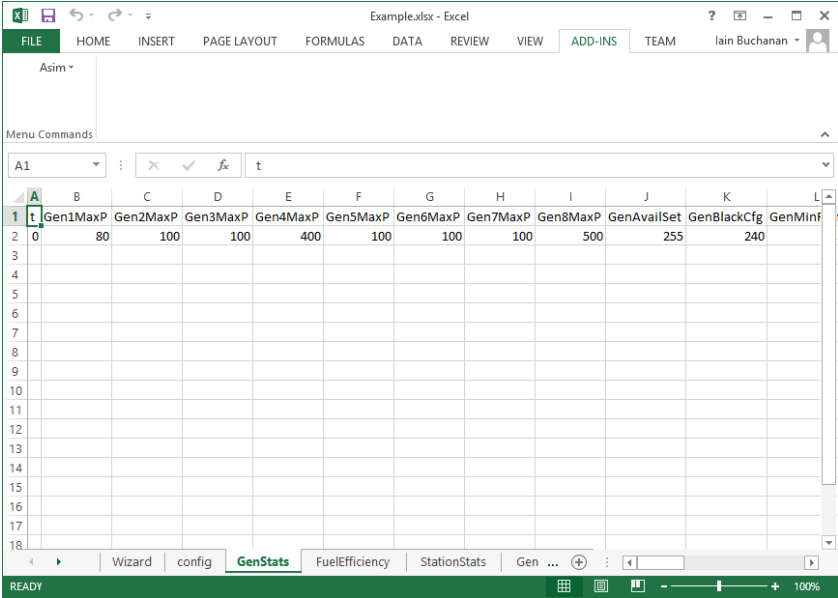 Example.xlsx - Excel
FILE HOME INSERT PAGE LAYOUT FORMULAS DATA REVIEW VIEW ADD-INS TEAM Iain Buchanan
Asim
Menu Commands
A1 fx t
A B C D E F G H I J K L
1 t Gen1MaxP Gen2MaxP Gen3MaxP Gen4MaxP Gen5MaxP Gen6MaxP Gen7MaxP Gen8MaxP GenAvailSet GenBlackCfg GenMin
2 0 80 100 100 400 100 100 100 500 255 240
3
4
5
6
7
8
9
10
11
12
13
14
15
16
17
18
Wizard config GenStats FuelEfficiency StationStats Gen ...
READY 100%